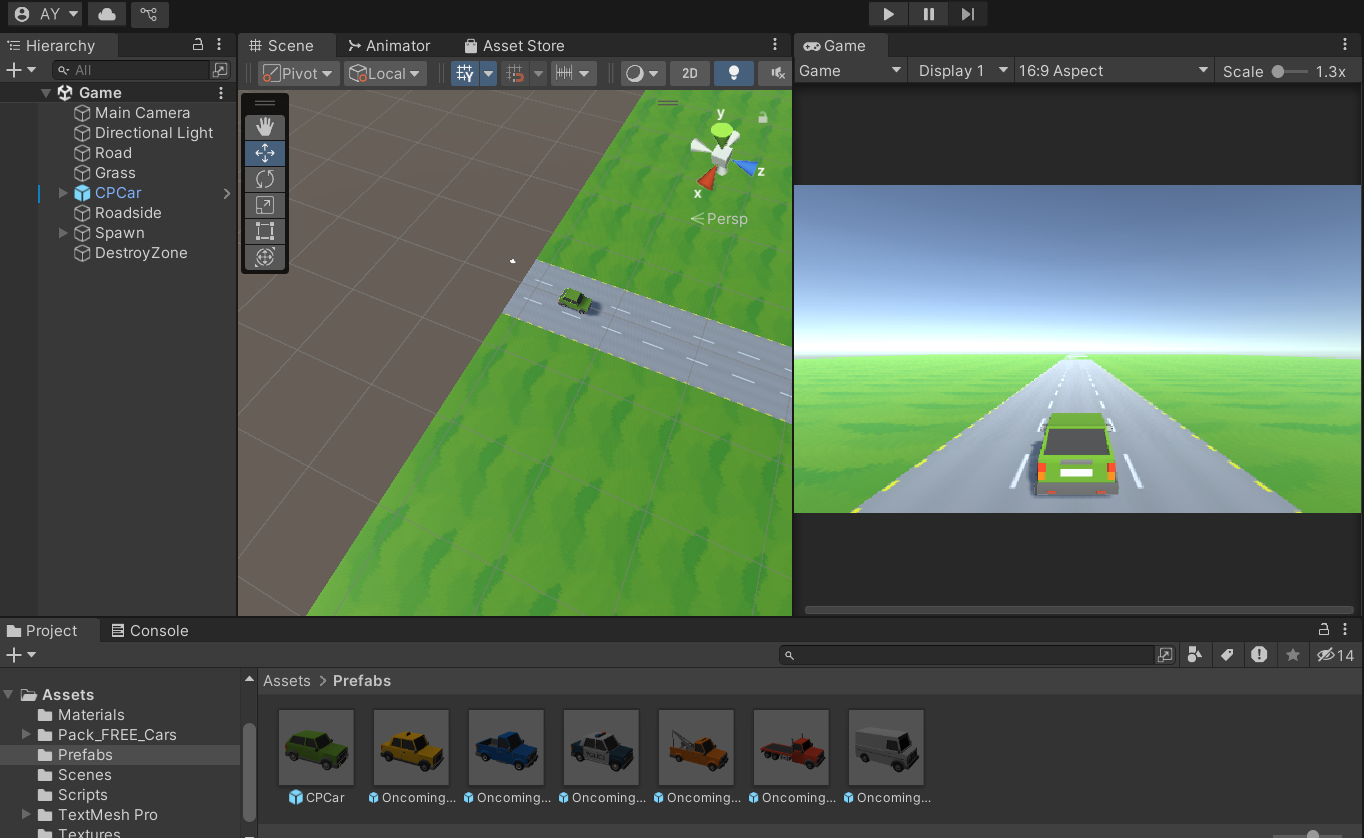 AY
Hierarchy
Scene
Animator
Asset Store
Game
All
Pivot
Local
2D
Game
Display 1
16:9 Aspect
Scale
1.3x
Game
Main Camera
Directional Light
Road
Grass
CPCar
Roadside
Spawn
DestroyZone
y
z
x
Persp
Project
Console
14
Assets
Materials
Pack_FREE_Cars
Prefabs
Scenes
Scripts
TextMesh Pro
Textures
Assets > Prefabs
POLICE
CPCar
Oncoming...
Oncoming...
Oncoming...
Oncoming...
Oncoming...
Oncoming...